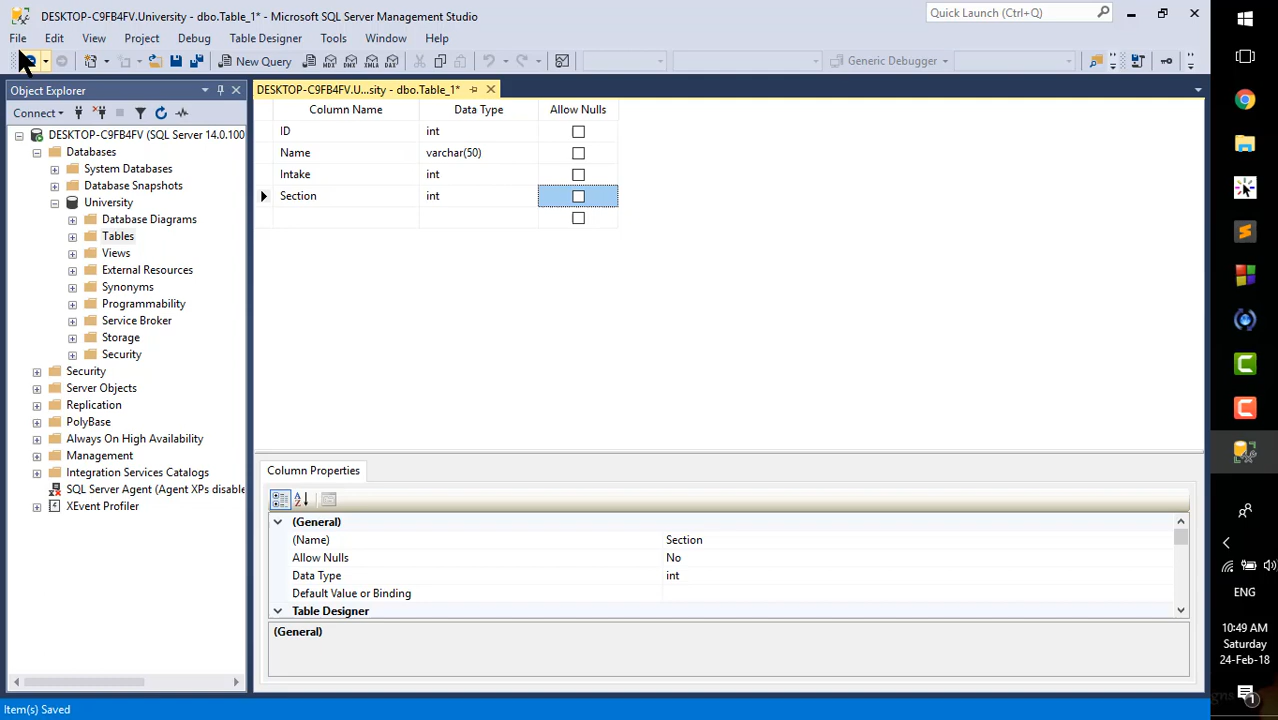 DESKTOP-C9FB4FV.University - dbo.Table_1* - Microsoft SQL Server Management Studio
Quick Launch (Ctrl+Q)
File Edit View Project Debug Table Designer Tools Window Help
New Query
Generic Debugger
Object Explorer
DESKTOP-C9FB4FV.U...sity - dbo.Table_1*
Connect
DESKTOP-C9FB4FV (SQL Server 14.0.100
Databases
System Databases
Database Snapshots
University
Database Diagrams
Tables
Views
External Resources
Synonyms
Programmability
Service Broker
Storage
Security
Security
Server Objects
Replication
PolyBase
Always On High Availability
Management
Integration Services Catalogs
SQL Server Agent (Agent XPs disable
XEvent Profiler
Column Name Data Type Allow Nulls
ID int
Name varchar(50)
Intake int
Section int
Column Properties
(General)
(Name) Section
Allow Nulls No
Data Type int
Default Value or Binding
Table Designer
(General)
Item(s) Saved
ENG
10:49 AM
Saturday
24-Feb-18
1